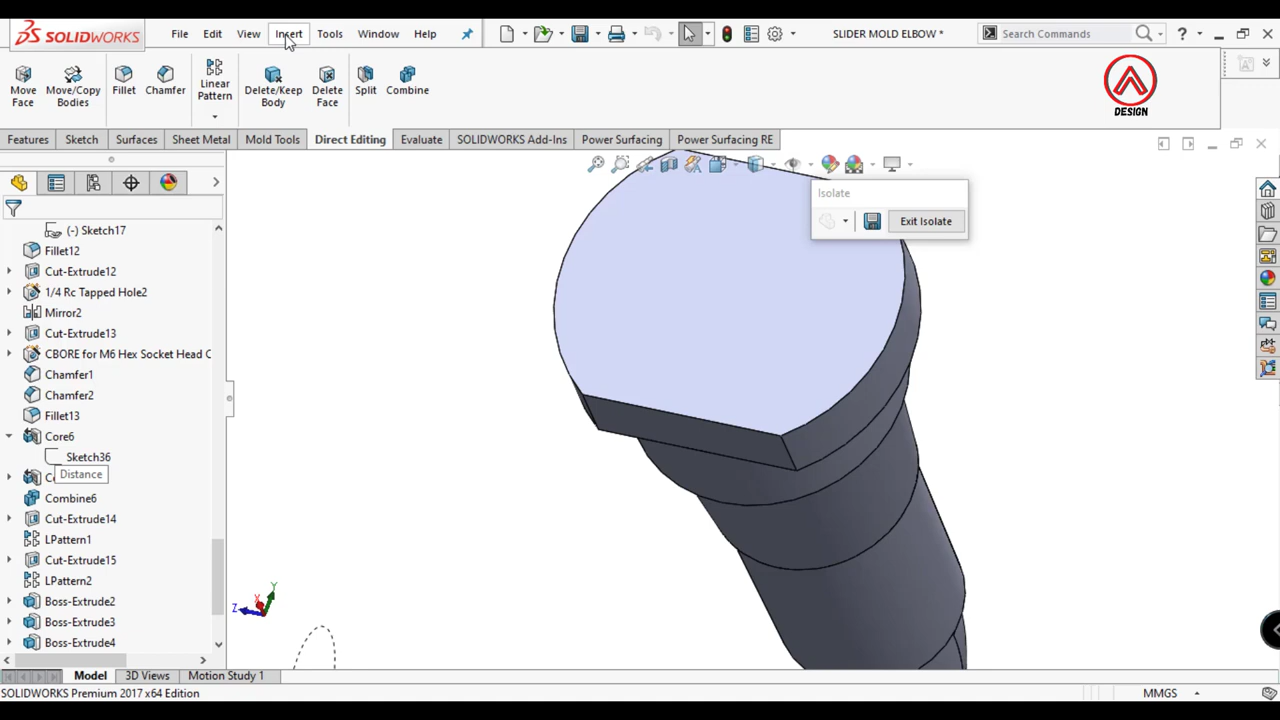 SOLIDWORKS
File
Edit
View
Insert
Tools
Window
Help
SLIDER MOLD ELBOW *
Search Commands
?
Move
Face
Move/Copy
Bodies
Fillet
Chamfer
Linear
Pattern
Delete/Keep
Body
Delete
Face
Split
Combine
DESIGN
Features
Sketch
Surfaces
Sheet Metal
Mold Tools
Direct Editing
Evaluate
SOLIDWORKS Add-Ins
Power Surfacing
Power Surfacing RE
Isolate
Exit Isolate
(-) Sketch17
Fillet12
Cut-Extrude12
1/4 Rc Tapped Hole2
Mirror2
Cut-Extrude13
CBORE for M6 Hex Socket Head C
Chamfer1
Chamfer2
Fillet13
Core6
Sketch36
Distance
Combine6
Cut-Extrude14
LPattern1
Cut-Extrude15
LPattern2
Boss-Extrude2
Boss-Extrude3
Boss-Extrude4
Y
X
Z
Model
3D Views
Motion Study 1
SOLIDWORKS Premium 2017 x64 Edition
MMGS